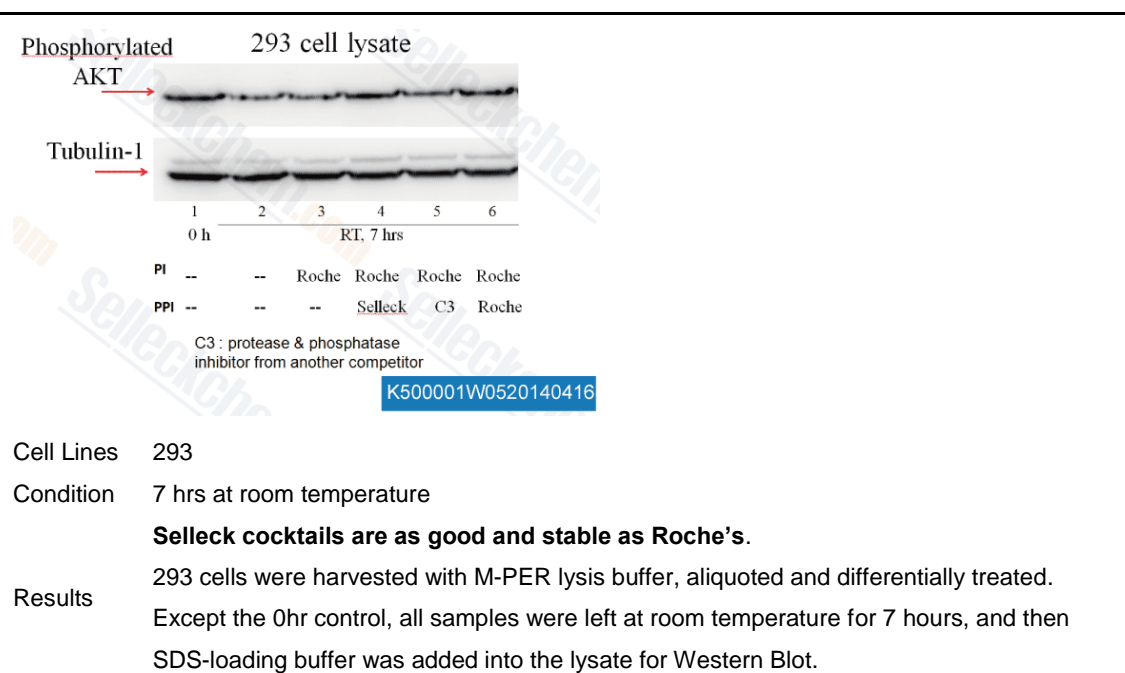 Phosphorylated AKT
293 cell lysate
Tubulin-1
1 2 3 4 5 6
0 h RT, 7 hrs
PI -- -- Roche Roche Roche Roche
PPI -- -- -- Selleck C3 Roche
C3 : protease & phosphatase
inhibitor from another competitor
K500001W0520140416
Cell Lines 293
Condition 7 hrs at room temperature
Results
Selleck cocktails are as good and stable as Roche’s.
293 cells were harvested with M-PER lysis buffer, aliquoted and differentially treated.
Except the 0hr control, all samples were left at room temperature for 7 hours, and then
SDS-loading buffer was added into the lysate for Western Blot.
Selleckchem.com
Selleckchem